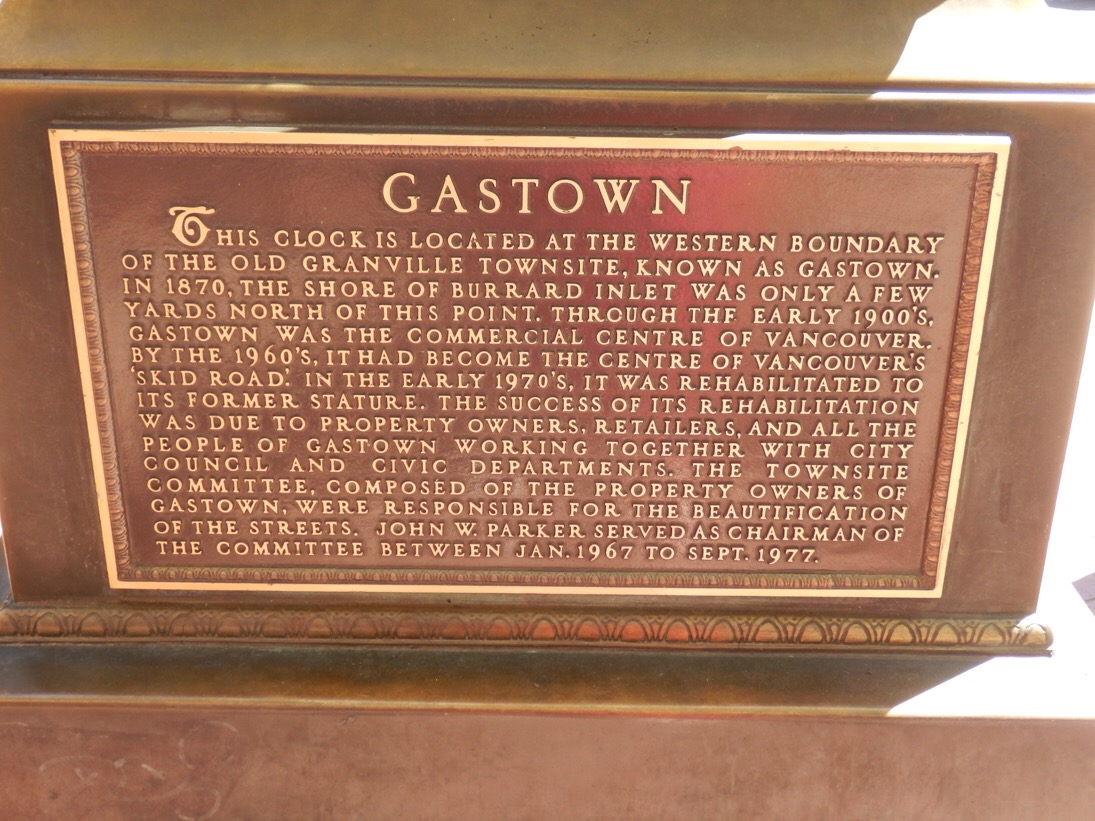 GASTOWN
THIS CLOCK IS LOCATED AT THE WESTERN BOUNDARY
OF THE OLD GRANVILLE TOWNSITE, KNOWN AS GASTOWN.
IN 1870, THE SHORE OF BURRARD INLET WAS ONLY A FEW
YARDS NORTH OF THIS POINT. THROUGH THE EARLY 1900'S,
GASTOWN WAS THE COMMERCIAL CENTRE OF VANCOUVER.
BY THE 1960'S, IT HAD BECOME THE CENTRE OF VANCOUVER'S
'SKID ROAD'. IN THE EARLY 1970'S, IT WAS REHABILITATED TO
ITS FORMER STATURE. THE SUCCESS OF ITS REHABILITATION
WAS DUE TO PROPERTY OWNERS, RETAILERS, AND ALL THE
PEOPLE OF GASTOWN WORKING TOGETHER WITH CITY
COUNCIL AND CIVIC DEPARTMENTS. THE TOWNSITE
COMMITTEE, COMPOSED OF THE PROPERTY OWNERS OF
GASTOWN, WERE RESPONSIBLE FOR THE BEAUTIFICATION
OF THE STREETS. JOHN W. PARKER SERVED AS CHAIRMAN OF
THE COMMITTEE BETWEEN JAN. 1967 TO SEPT. 1977.